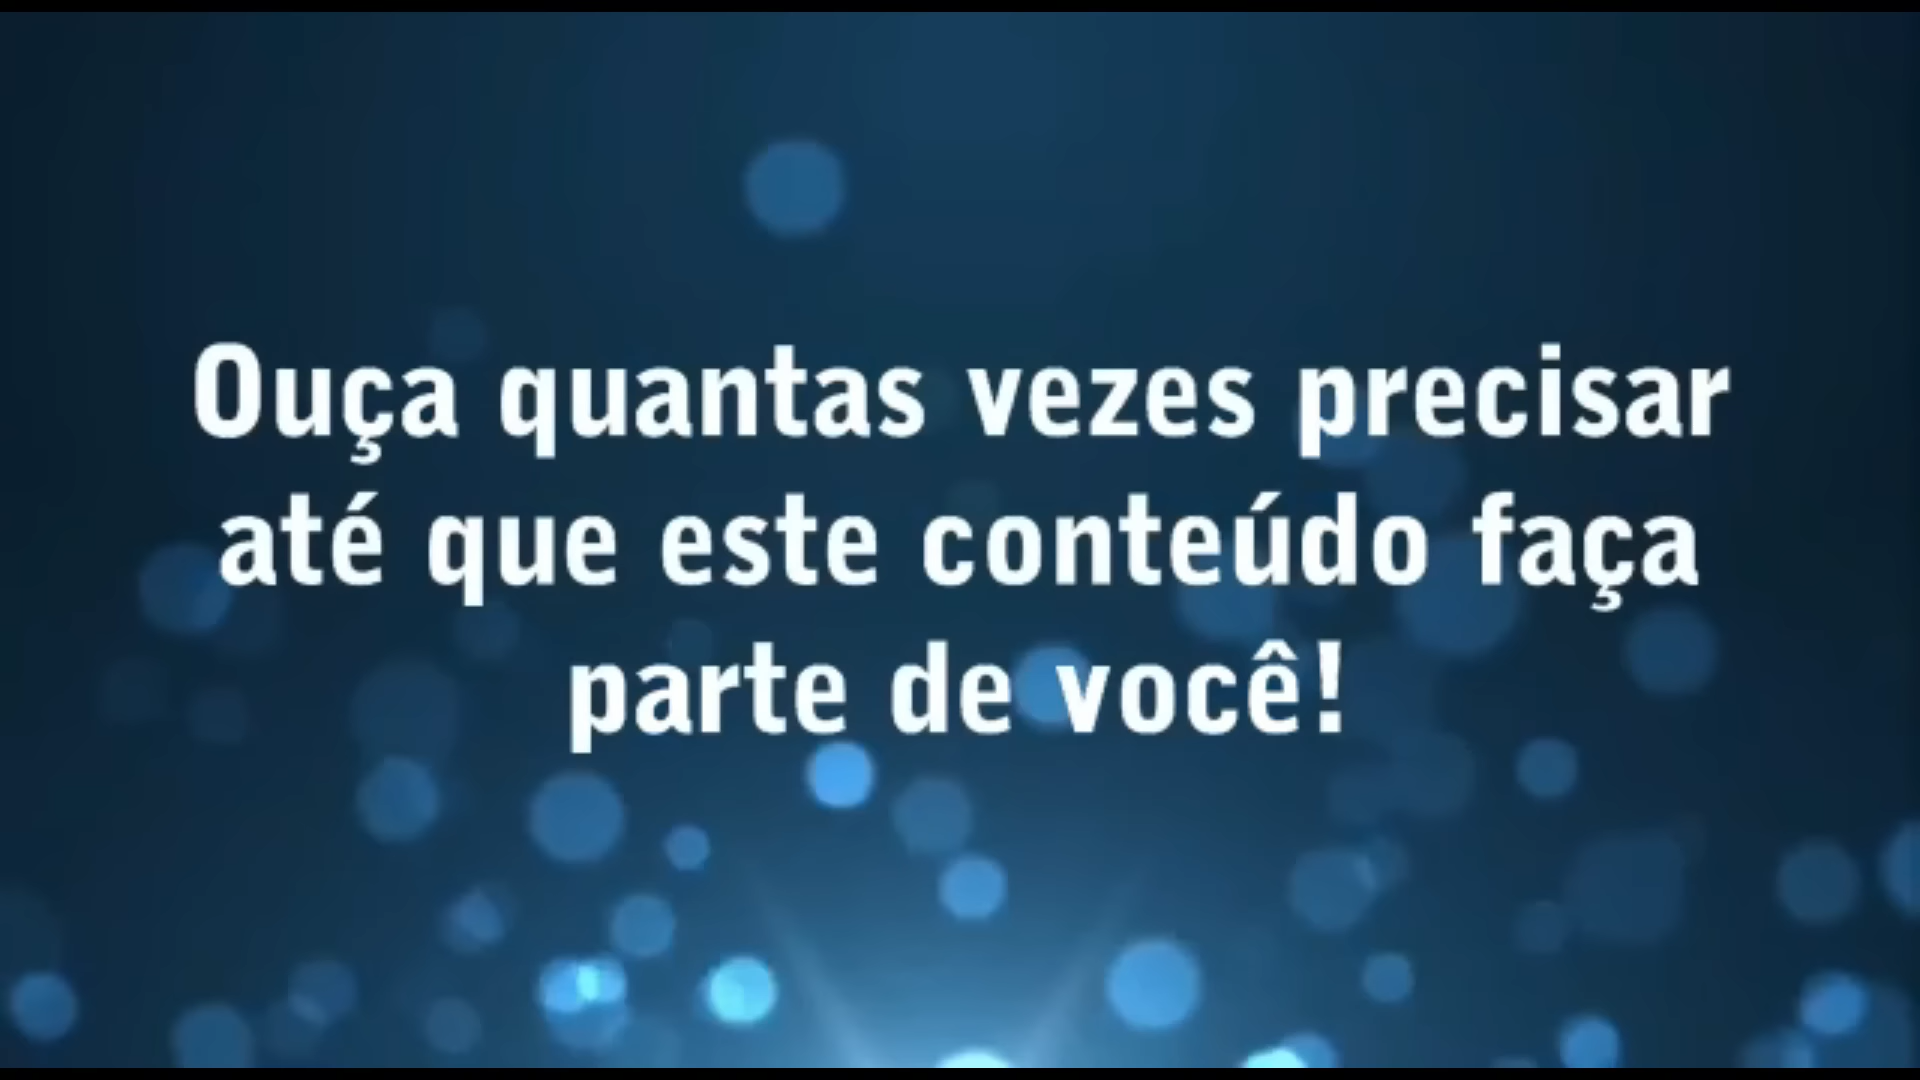 Ouça quantas vezes precisar
até que este conteúdo faça
parte de você!